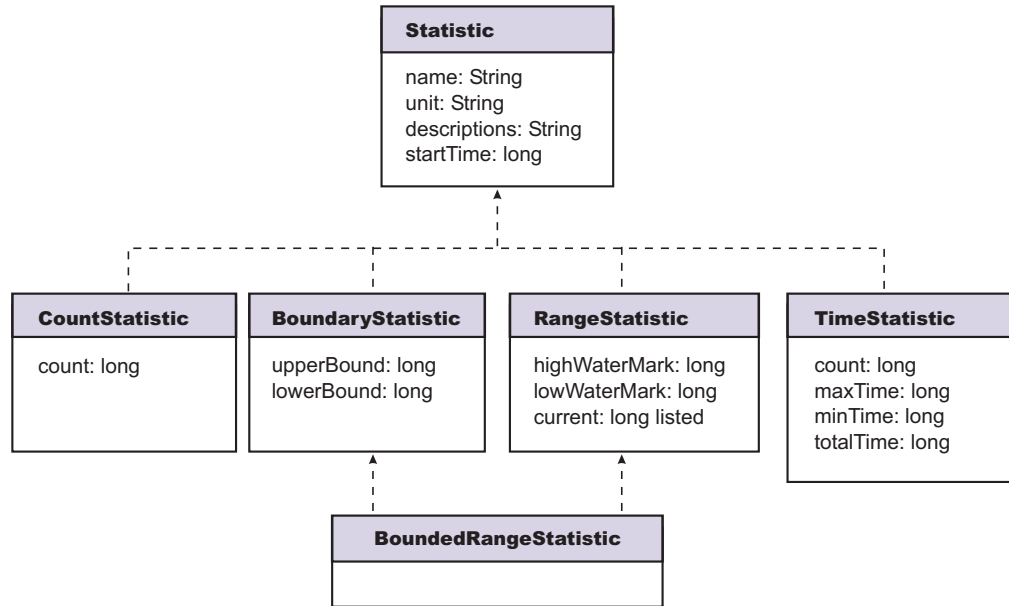 Statistic
name: String
unit: String
descriptions: String
startTime: long
CountStatistic
count: long
BoundaryStatistic
upperBound: long
lowerBound: long
RangeStatistic
highWaterMark: long
lowWaterMark: long
current: long listed
TimeStatistic
count: long
maxTime: long
minTime: long
totalTime: long
BoundedRangeStatistic